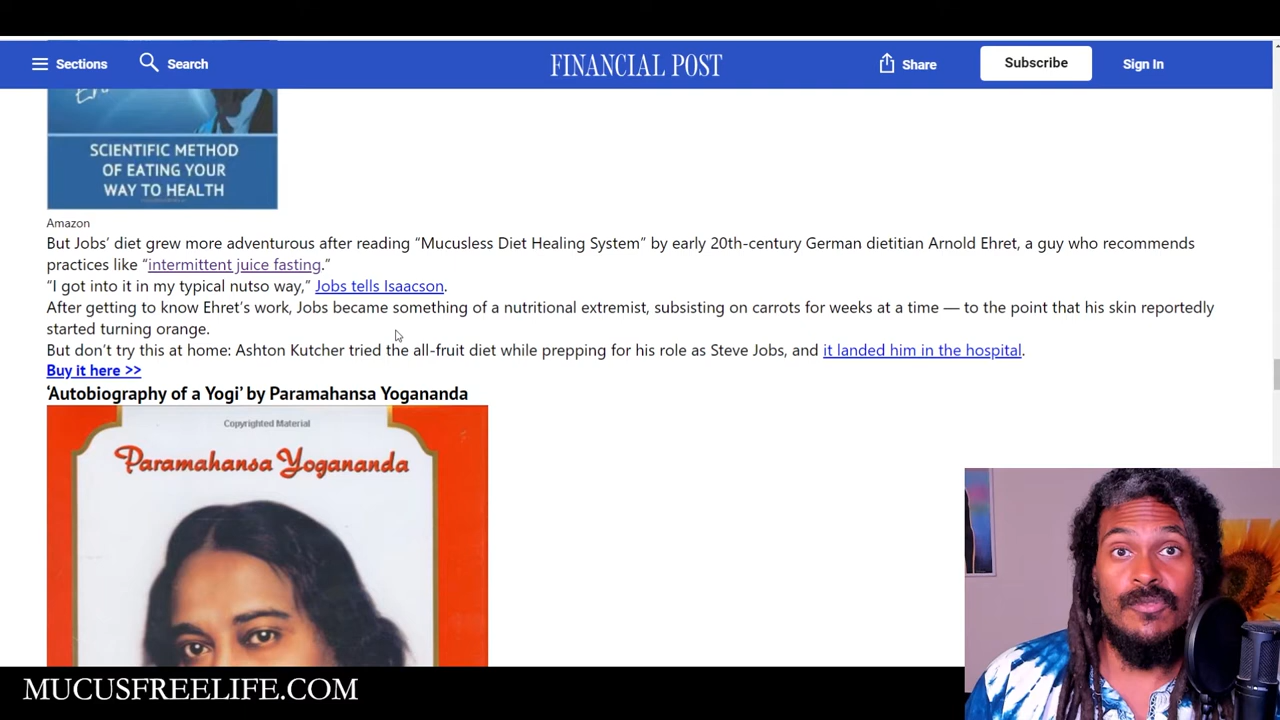 Sections
Search
FINANCIAL POST
Share
Subscribe
Sign In
SCIENTIFIC METHOD
OF EATING YOUR
WAY TO HEALTH
Amazon
But Jobs’ diet grew more adventurous after reading “Mucusless Diet Healing System” by early 20th-century German dietitian Arnold Ehret, a guy who recommends
practices like “intermittent juice fasting.”
“I got into it in my typical nutso way,” Jobs tells Isaacson.
After getting to know Ehret’s work, Jobs became something of a nutritional extremist, subsisting on carrots for weeks at a time — to the point that his skin reportedly
started turning orange.
But don’t try this at home: Ashton Kutcher tried the all-fruit diet while prepping for his role as Steve Jobs, and it landed him in the hospital.
Buy it here >>
‘Autobiography of a Yogi’ by Paramahansa Yogananda
Copyrighted Material
Paramahansa Yogananda
MUCUSFREELIFE.COM